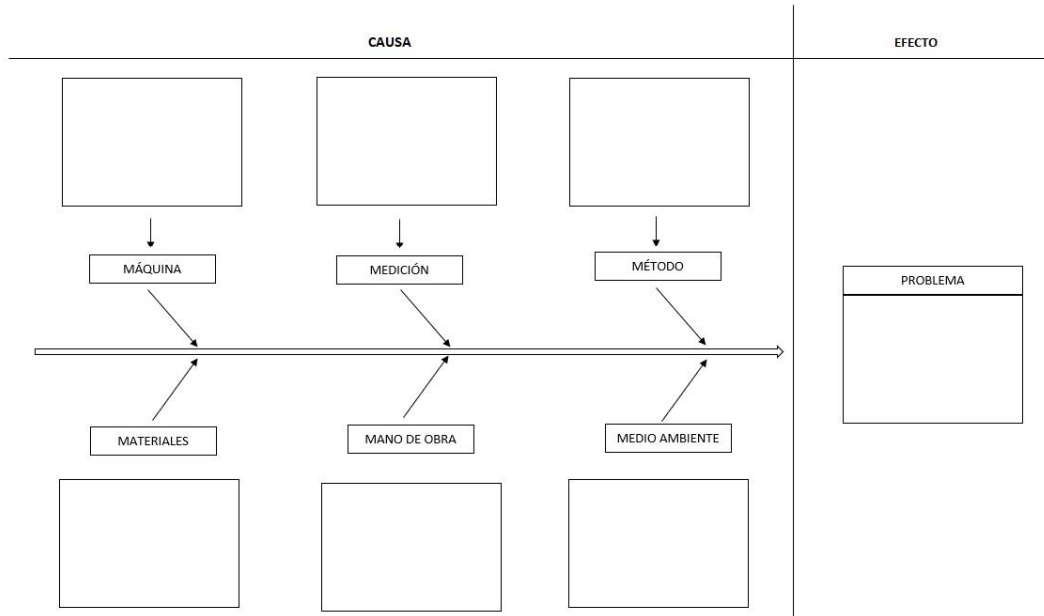 CAUSA
EFECTO
MÁQUINA
MEDICIÓN
MÉTODO
PROBLEMA
MATERIALES
MANO DE OBRA
MEDIO AMBIENTE